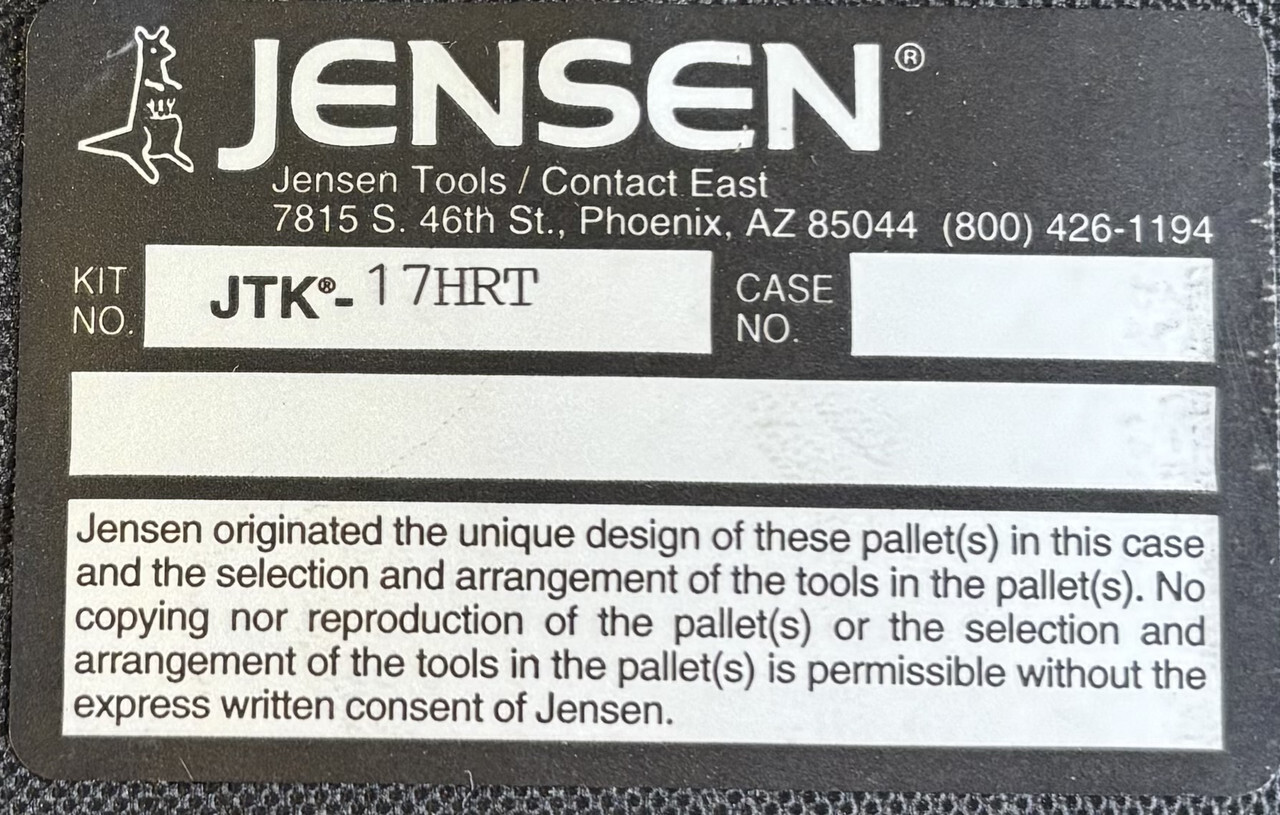 JENSEN®
Jensen Tools / Contact East
7815 S. 46th St., Phoenix, AZ 85044 (800) 426-1194
KIT NO. JTK®-17HRT CASE NO.
Jensen originated the unique design of these pallet(s) in this case
and the selection and arrangement of the tools in the pallet(s). No
copying nor reproduction of the pallet(s) or the selection and
arrangement of the tools in the pallet(s) is permissible without the
express written consent of Jensen.